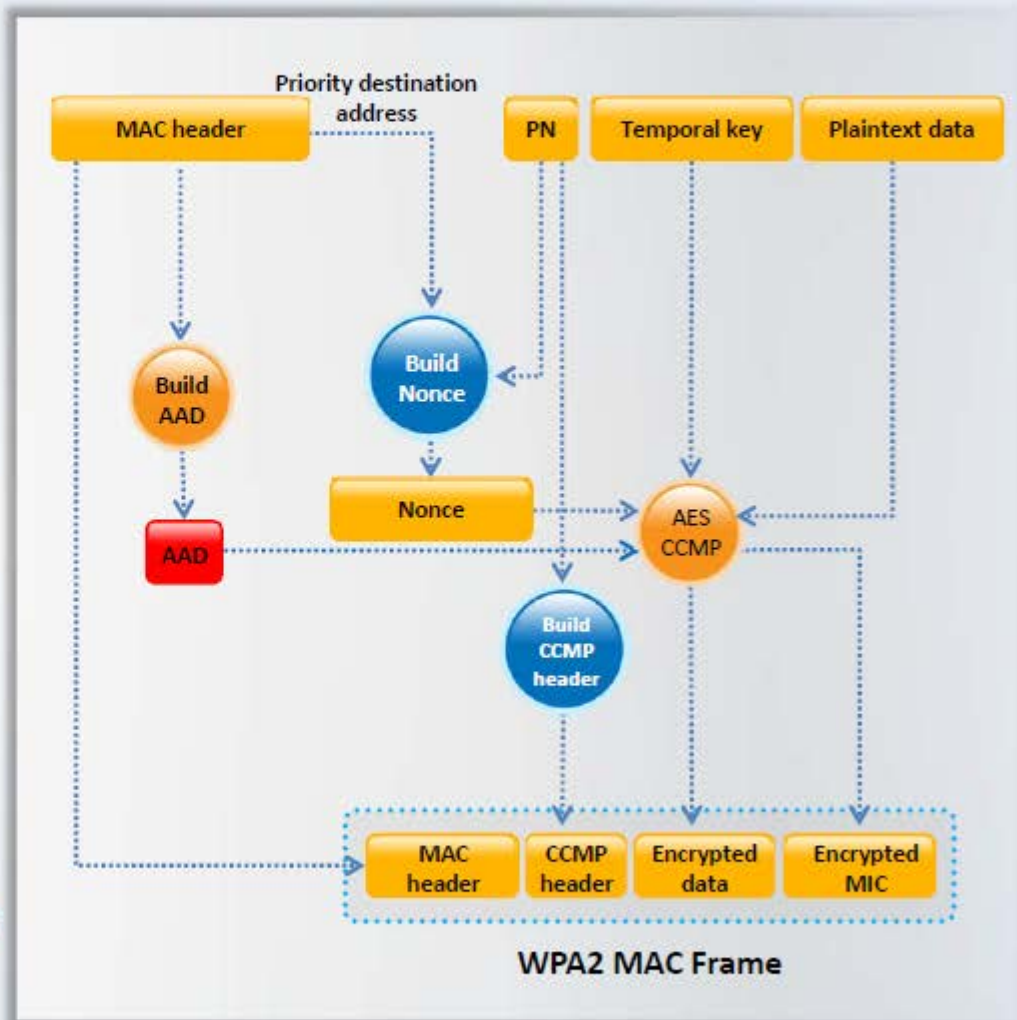 Priority destination
address
MAC header
PN
Temporal key
Plaintext data
Build
Nonce
Build
AAD
Nonce
AES
CCMP
AAD
Build
CCMP
header
MAC
header
CCMP
header
Encrypted
data
Encrypted
MIC
WPA2 MAC Frame